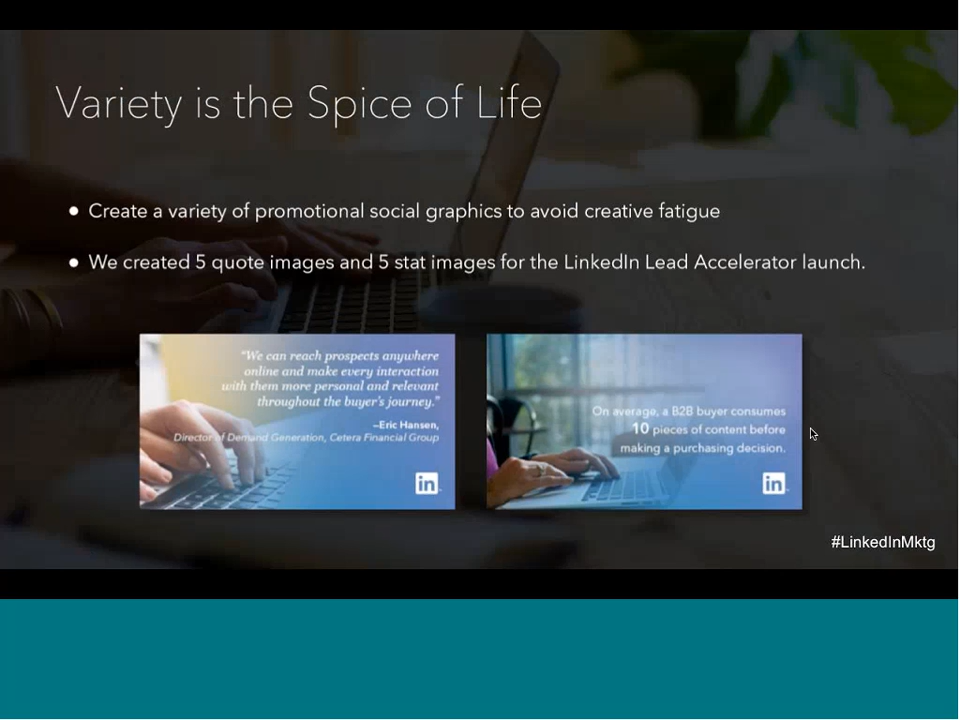 Variety is the Spice of Life
● Create a variety of promotional social graphics to avoid creative fatigue
● We created 5 quote images and 5 stat images for the LinkedIn Lead Accelerator launch.
"We can reach prospects anywhere
online and make every interaction
with them more personal and relevant
throughout the buyer's journey."
–Eric Hansen,
Director of Demand Generation, Cetera Financial Group
in
On average, a B2B buyer consumes
10 pieces of content before
making a purchasing decision.
in
#LinkedInMktg